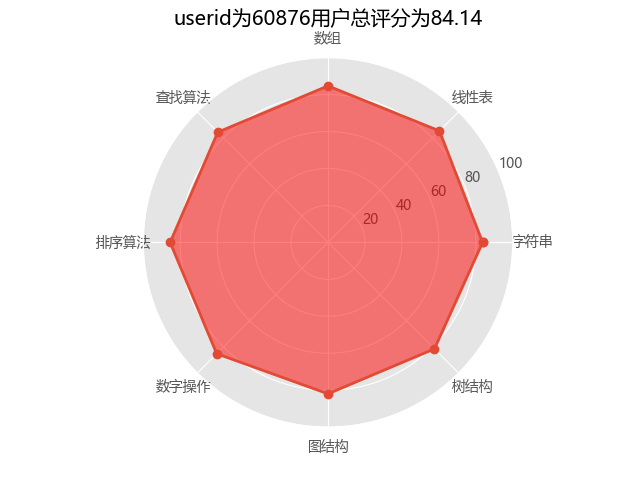 userid为60876用户总评分为84.14
数组
查找算法
线性表
100
80
60
40
20
排序算法
字符串
数字操作
树结构
图结构